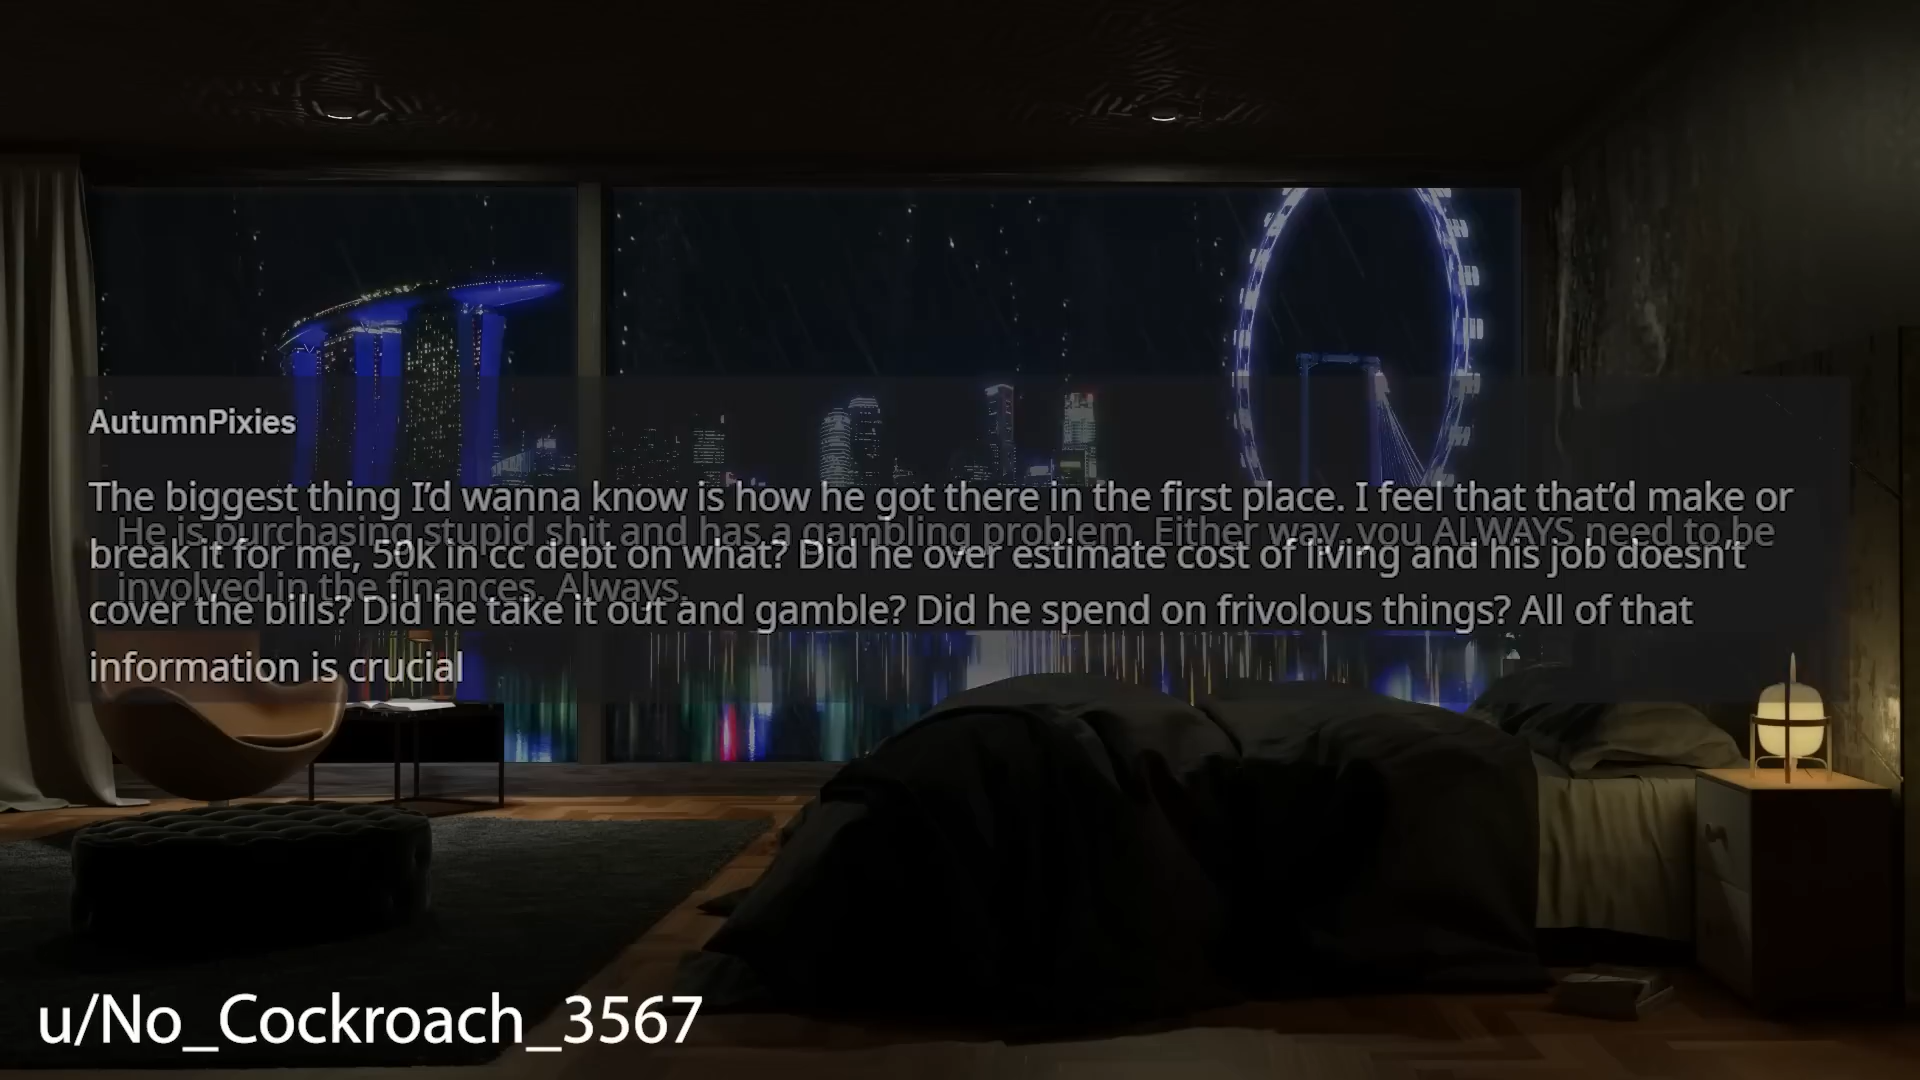 AutumnPixies
The biggest thing I’d wanna know is how he got there in the first place. I feel that that’d make or
break it for me, 50k in cc debt on what? Did he over estimate cost of living and his job doesn’t
cover the bills? Did he take it out and gamble? Did he spend on frivolous things? All of that
information is crucial
He is purchasing stupid shit and has a gambling problem. Either way, you ALWAYS need to be
involved in the finances. Always.
u/No_Cockroach_3567